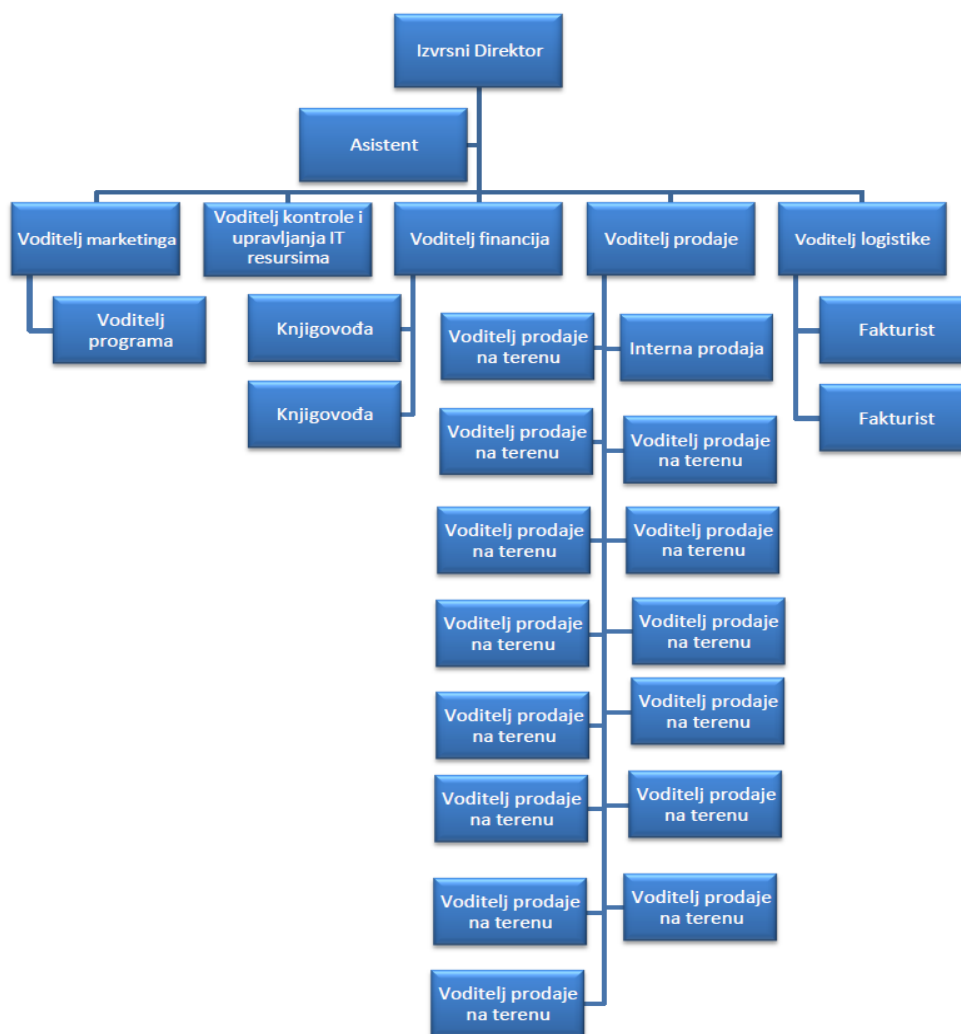 Izvrsni Direktor
Asistent
Voditelj marketinga
Voditelj kontrole i
upravljanja IT
resursima
Voditelj financija
Voditelj prodaje
Voditelj logistike
Voditelj
programa
Knjigovođa
Knjigovođa
Voditelj prodaje
na terenu
Interna prodaja
Voditelj prodaje
na terenu
Voditelj prodaje
na terenu
Voditelj prodaje
na terenu
Voditelj prodaje
na terenu
Voditelj prodaje
na terenu
Voditelj prodaje
na terenu
Voditelj prodaje
na terenu
Voditelj prodaje
na terenu
Voditelj prodaje
na terenu
Voditelj prodaje
na terenu
Voditelj prodaje
na terenu
Voditelj prodaje
na terenu
Voditelj prodaje
na terenu
Fakturist
Fakturist